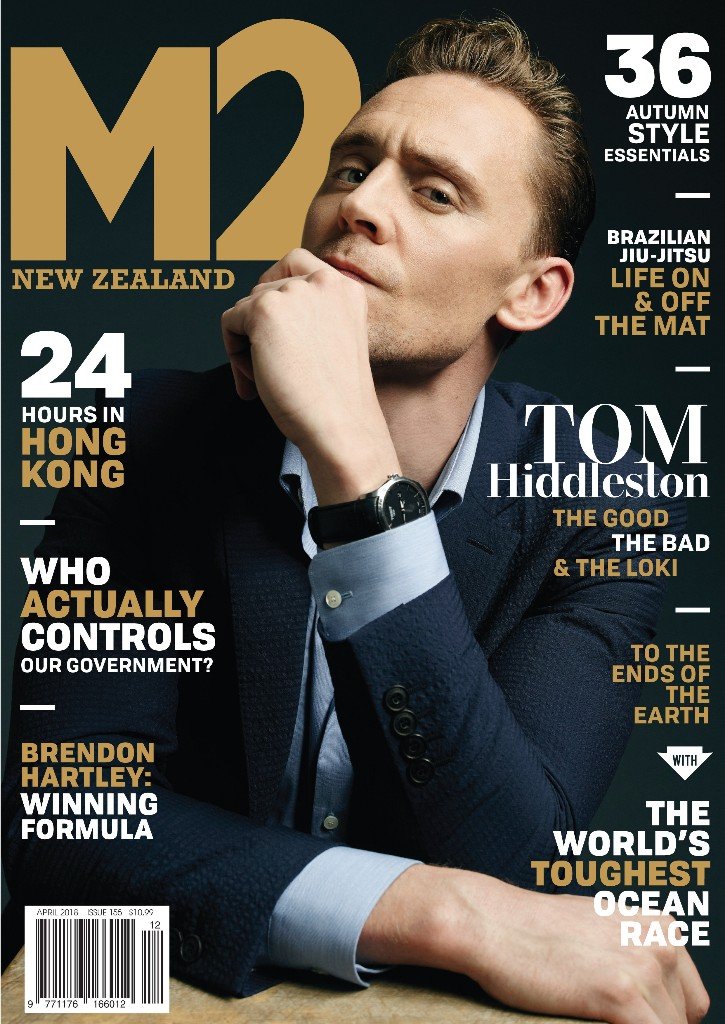 M2
NEW ZEALAND
24
HOURS IN
HONG
KONG
WHO
ACTUALLY
CONTROLS
OUR GOVERNMENT?
BRENDON
HARTLEY:
WINNING
FORMULA
APRIL 2018 ISSUE 155 $10.99
12
9 771176 166012
36
AUTUMN
STYLE
ESSENTIALS
BRAZILIAN
JIU-JITSU
LIFE ON
& OFF
THE MAT
TOM
Hiddleston
THE GOOD
THE BAD
& THE LOKI
TO THE
ENDS OF
THE
EARTH
WITH
THE
WORLD'S
TOUGHEST
OCEAN
RACE